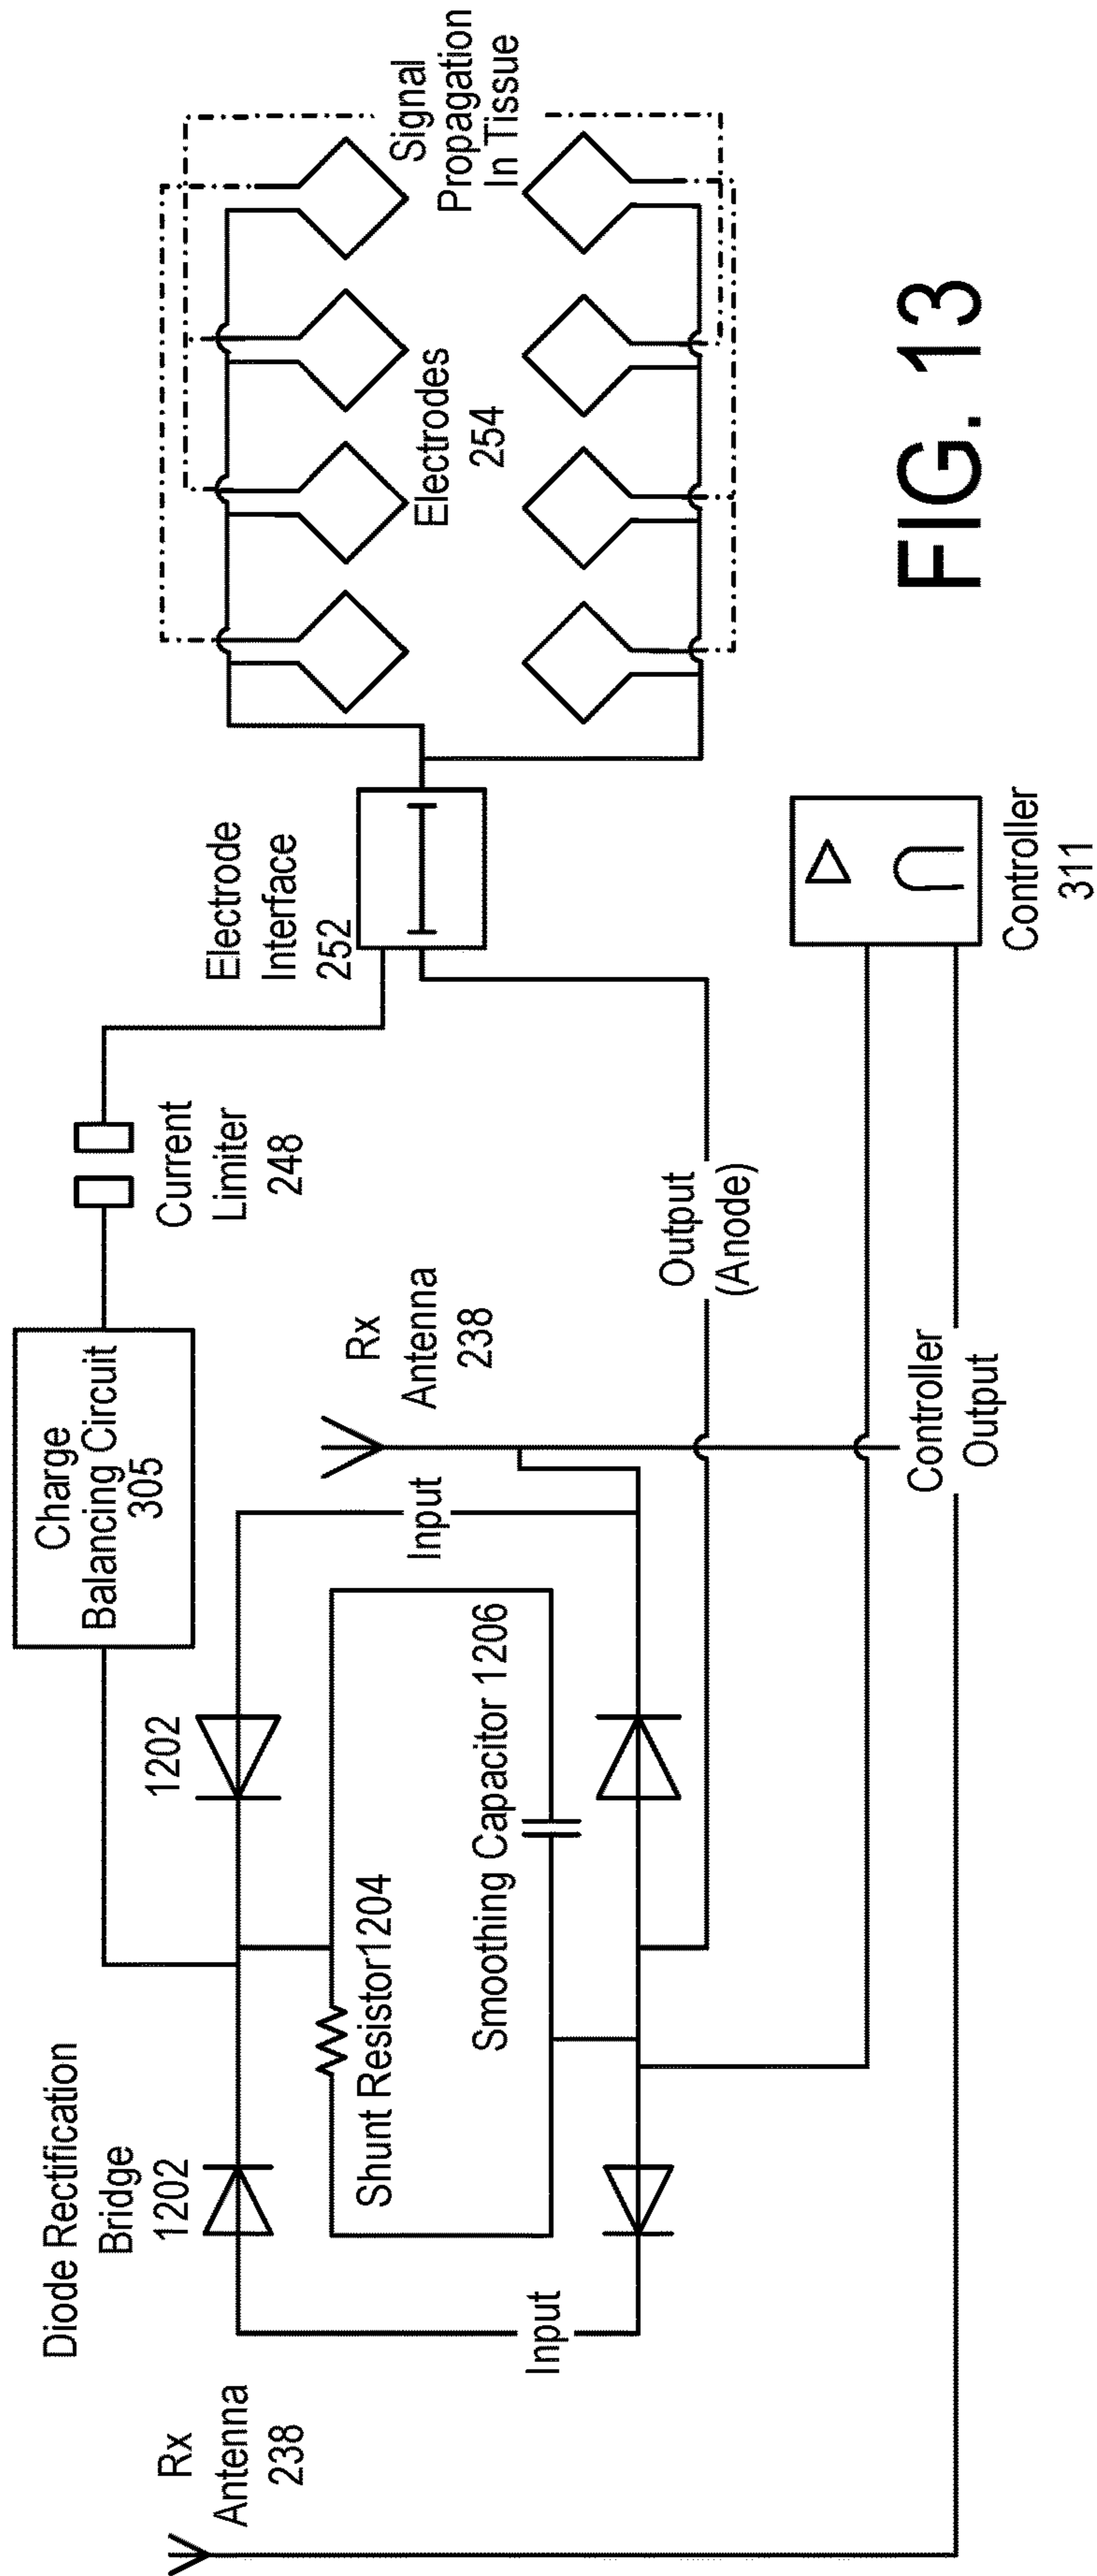 Rx
Antenna
238
Diode Rectification
Bridge
1202
1202
Charge
Balancing Circuit
305
Current
Limiter
248
Electrode
Interface
252
Signal
Propagation
In Tissue
Electrodes
254
Shunt Resistor1204
Smoothing Capacitor 1206
Input
Input
Rx
Antenna
238
Output
(Anode)
Controller
Output
Controller
311
FIG. 13